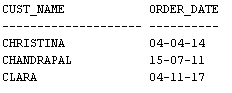 CUST_NAME ORDER_DATE
-------------------- ----------
CHRISTINA 04-04-14
CHANDRAPAL 15-07-11
CLARA 04-11-17